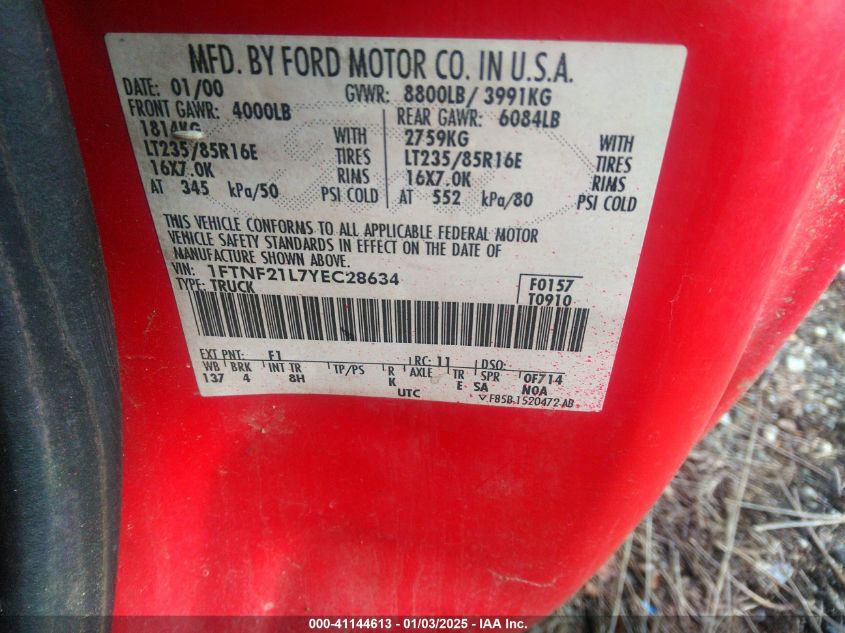 MFD. BY FORD MOTOR CO. IN U.S.A.
DATE: 01/00 GVWR: 8800LB/ 3991KG
FRONT GAWR: 4000LB REAR GAWR: 6084LB
1814KG WITH 2759KG WITH
LT235/85R16E TIRES LT235/85R16E TIRES
16X7.0K RIMS 16X7.0K RIMS
AT 345 kPa/50 PSI COLD AT 552 kPa/80 PSI COLD
THIS VEHICLE CONFORMS TO ALL APPLICABLE FEDERAL MOTOR
VEHICLE SAFETY STANDARDS IN EFFECT ON THE DATE OF
MANUFACTURE SHOWN ABOVE.
VIN: 1FTNF21L7YEC28634 F0157
TYPE: TRUCK T0910
EXT PNT: F1 RC: 11 DSO:
WB BRK INT TR TP/PS R AXLE TR SPR 0F714
137 4 8H K UTC E SA N0A
V F85B-1520472-AB
000-41144613 - 01/03/2025 - IAA Inc.